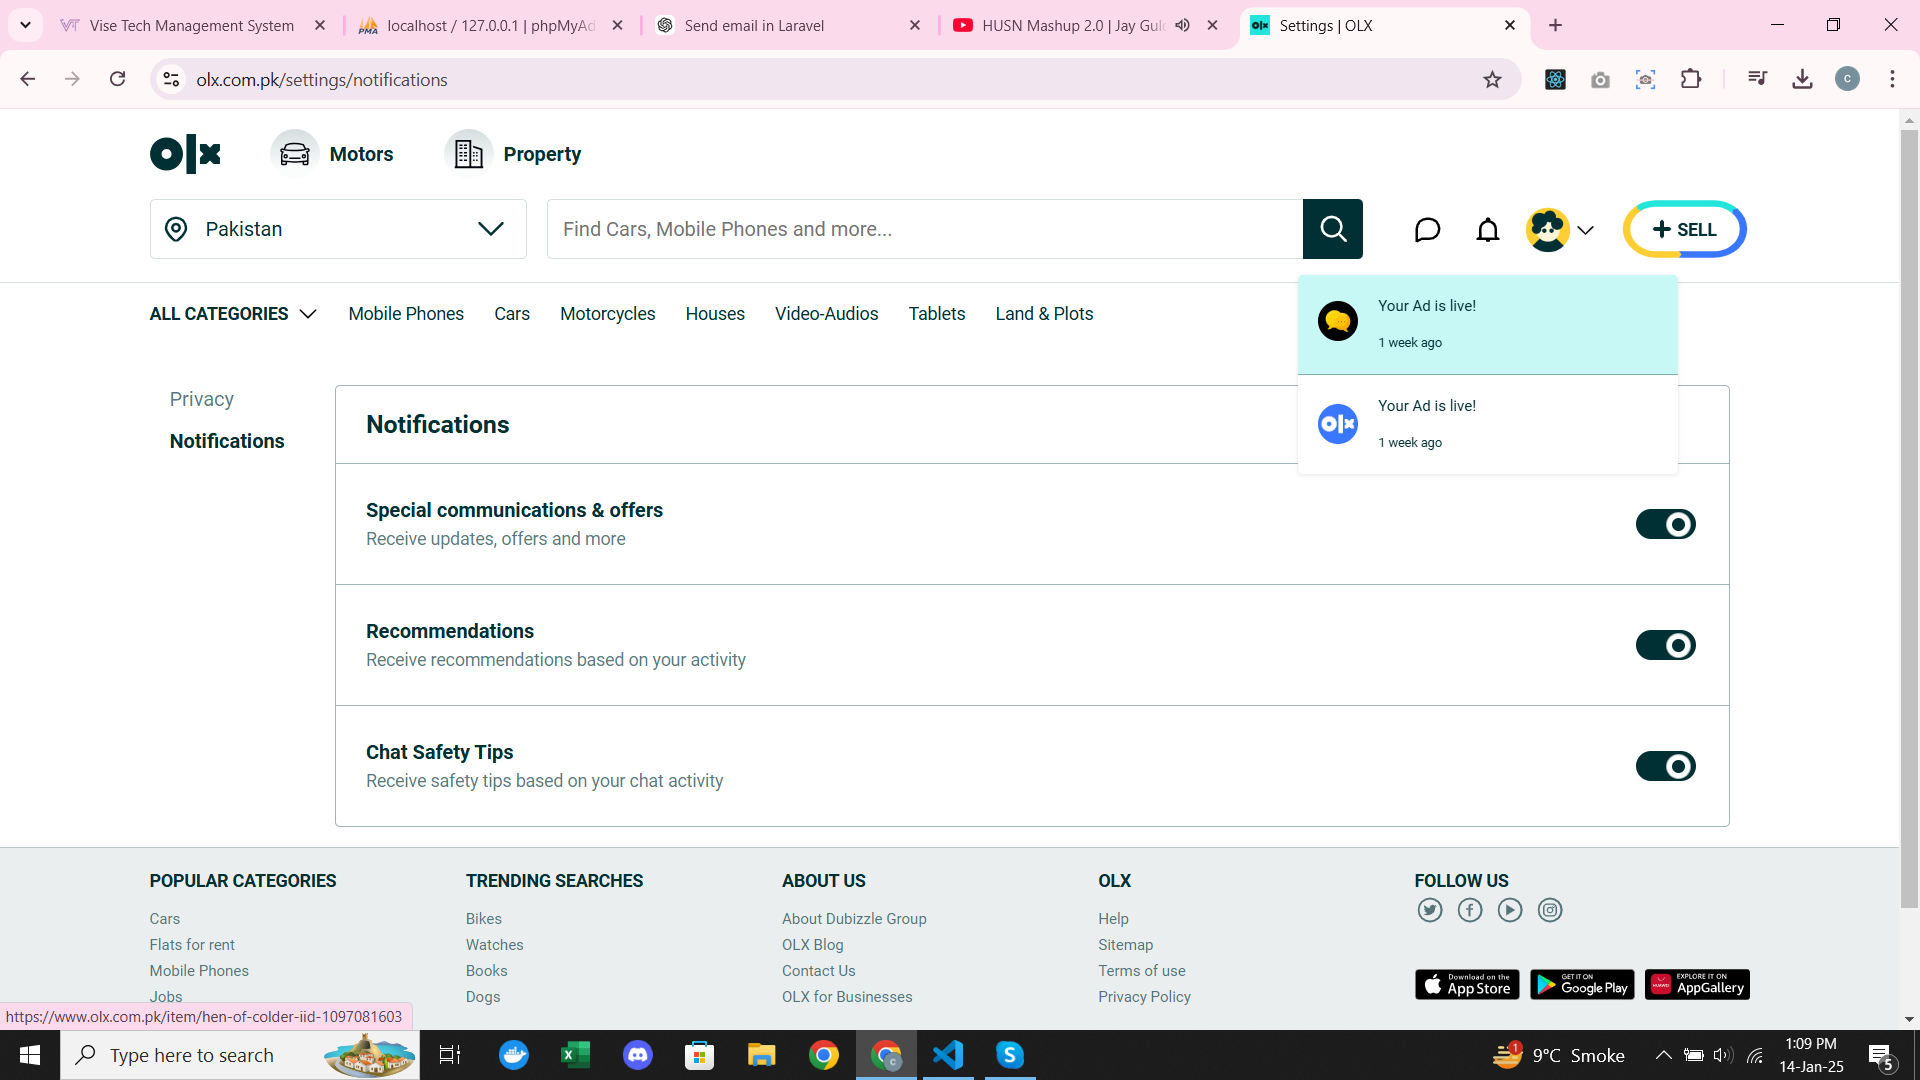 Vise Tech Management System
localhost / 127.0.0.1 | phpMyAd
Send email in Laravel
HUSN Mashup 2.0 | Jay Gul
Settings | OLX
olx.com.pk/settings/notifications
C
olx
Motors
Property
Pakistan
Find Cars, Mobile Phones and more...
+ SELL
ALL CATEGORIES
Mobile Phones
Cars
Motorcycles
Houses
Video-Audios
Tablets
Land & Plots
Your Ad is live!
1 week ago
olx
Your Ad is live!
1 week ago
Privacy
Notifications
Notifications
Special communications & offers
Receive updates, offers and more
Recommendations
Receive recommendations based on your activity
Chat Safety Tips
Receive safety tips based on your chat activity
POPULAR CATEGORIES
Cars
Flats for rent
Mobile Phones
Jobs
TRENDING SEARCHES
Bikes
Watches
Books
Dogs
ABOUT US
About Dubizzle Group
OLX Blog
Contact Us
OLX for Businesses
OLX
Help
Sitemap
Terms of use
Privacy Policy
FOLLOW US
Download on the
App Store
GET IT ON
Google Play
EXPLORE IT ON
AppGallery
https://www.olx.com.pk/item/hen-of-colder-iid-1097081603
Type here to search
1
9°C Smoke
1:09 PM
14-Jan-25
5